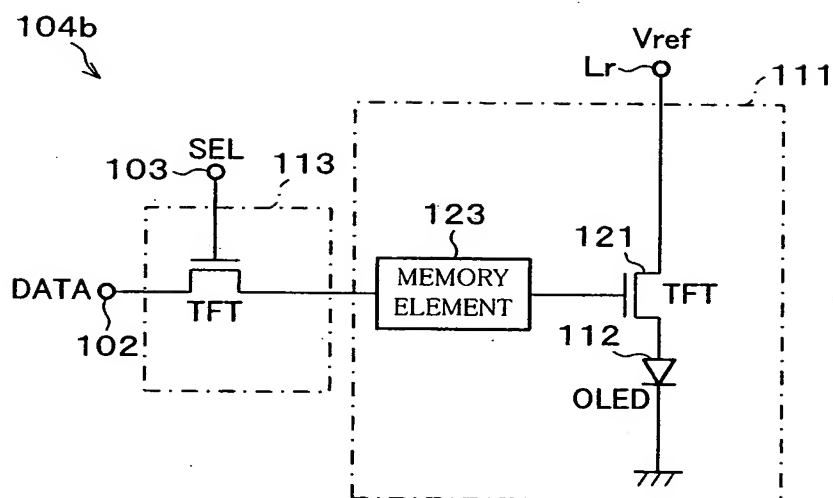 104b
Vref
Lr
111
SEL
103
113
123
121
DATA
TFT
MEMORY
ELEMENT
TFT
102
112
OLED